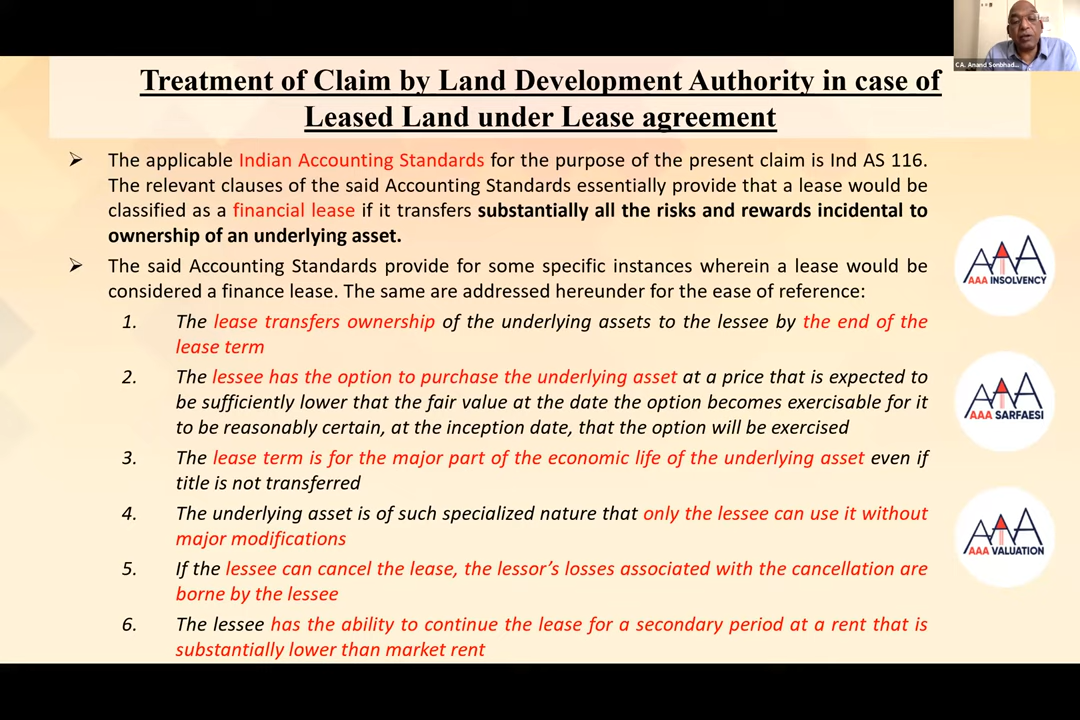 C.A. Anand Sonbhad...
Treatment of Claim by Land Development Authority in case of
Leased Land under Lease agreement
➢ The applicable Indian Accounting Standards for the purpose of the present claim is Ind AS 116.
The relevant clauses of the said Accounting Standards essentially provide that a lease would be
classified as a financial lease if it transfers substantially all the risks and rewards incidental to
ownership of an underlying asset.
➢ The said Accounting Standards provide for some specific instances wherein a lease would be
considered a finance lease. The same are addressed hereunder for the ease of reference:
1. The lease transfers ownership of the underlying assets to the lessee by the end of the
lease term
2. The lessee has the option to purchase the underlying asset at a price that is expected to
be sufficiently lower that the fair value at the date the option becomes exercisable for it
to be reasonably certain, at the inception date, that the option will be exercised
3. The lease term is for the major part of the economic life of the underlying asset even if
title is not transferred
4. The underlying asset is of such specialized nature that only the lessee can use it without
major modifications
5. If the lessee can cancel the lease, the lessor's losses associated with the cancellation are
borne by the lessee
6. The lessee has the ability to continue the lease for a secondary period at a rent that is
substantially lower than market rent
AAA
AAA INSOLVENCY
AAA
AAA SARFAESI
AAA
AAA VALUATION